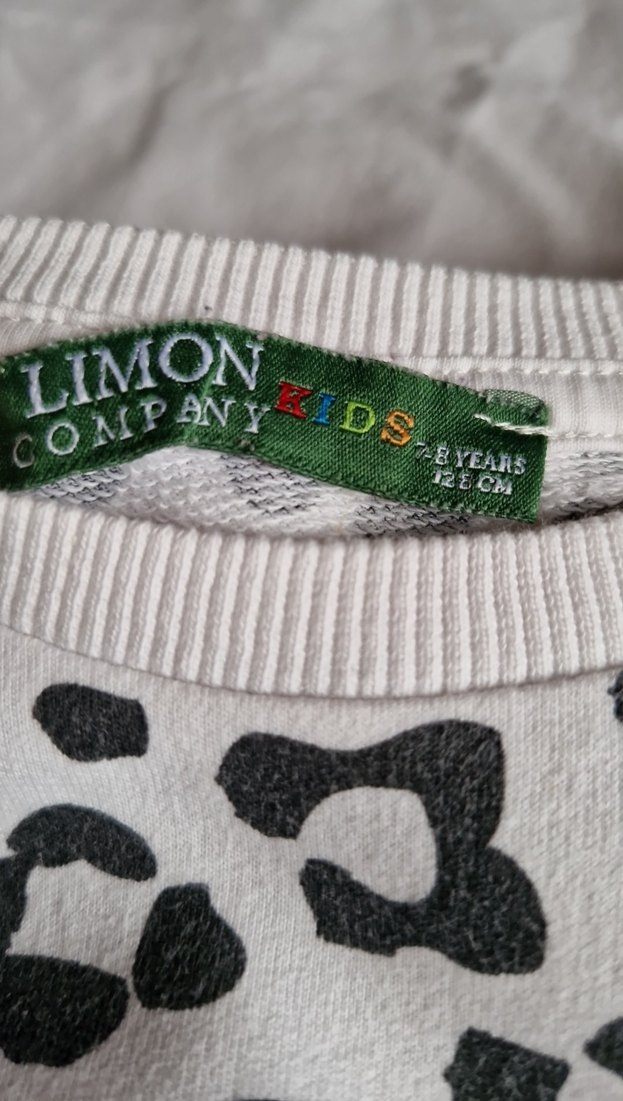 LIMON
COMPANY
KIDS
7-8 YEARS
128 CM